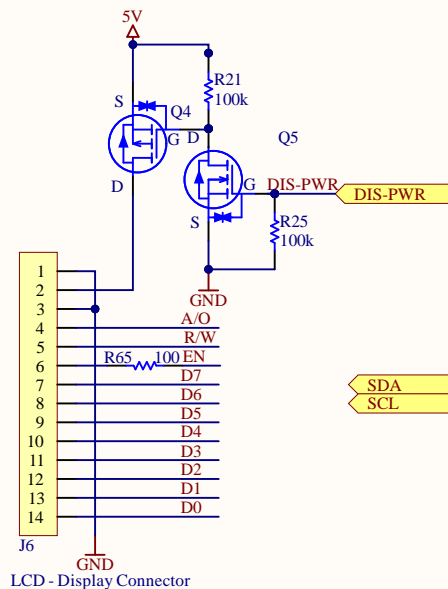 5V
R21
100k
S
Q4
G
D
Q5
D
DIS-PWR
DIS-PWR
G
S
R25
100k
GND
1
2
3
4
A/O
5
R/W
6
R65
100
EN
7
D7
8
D6
9
D5
10
D4
11
D3
12
D2
13
D1
14
D0
SDA
SCL
J6
GND
LCD - Display Connector